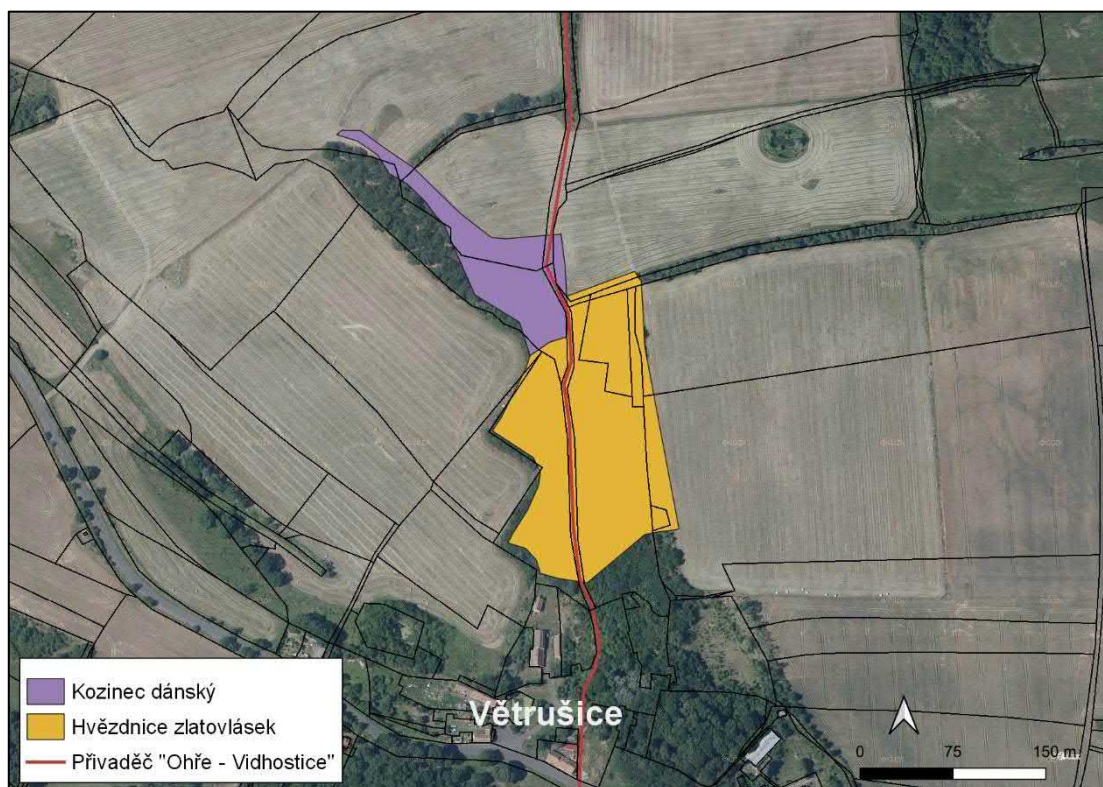 Kozinec dánský
Hvězdnice zlatovlásek
Přivaděč "Ohře - Vidhostice"
Větrušice
0 75 150 m